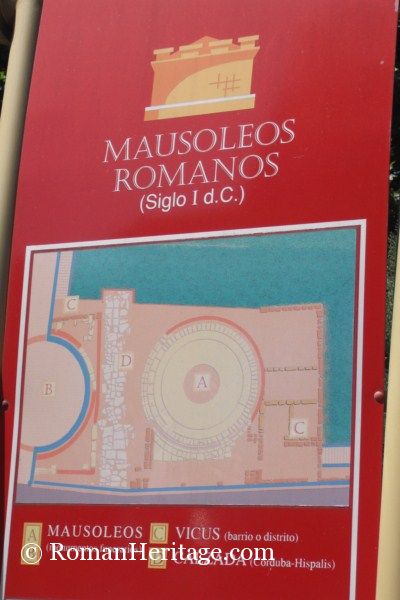 MAUSOLEOS
ROMANOS
(Siglo I d.C.)
C
D
B
A
C
A MAUSOLEOS C VICUS (barrio o distrito)
D CALZADA (Corduba-Hispalis)
© RomanHeritage.com